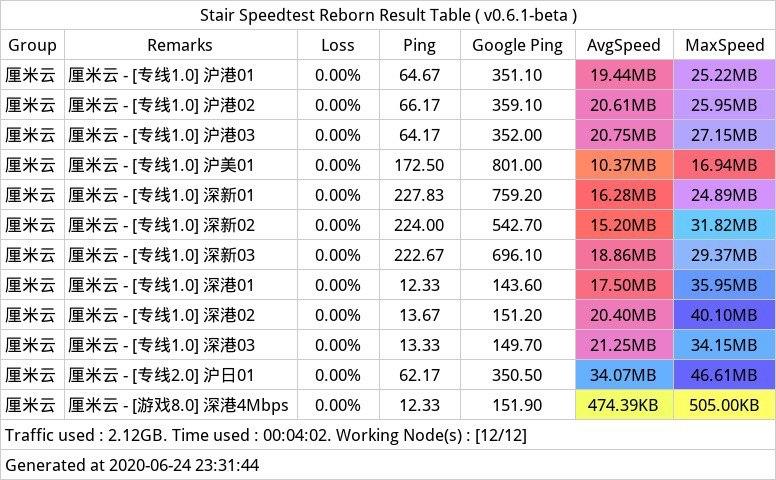 Stair Speedtest Reborn Result Table ( v0.6.1-beta )
Group Remarks Loss Ping Google Ping AvgSpeed MaxSpeed
厘米云 厘米云 - [专线1.0] 沪港01 0.00% 64.67 351.10 19.44MB 25.22MB
厘米云 厘米云 - [专线1.0] 沪港02 0.00% 66.17 359.10 20.61MB 25.95MB
厘米云 厘米云 - [专线1.0] 沪港03 0.00% 64.17 352.00 20.75MB 27.15MB
厘米云 厘米云 - [专线1.0] 沪美01 0.00% 172.50 801.00 10.37MB 16.94MB
厘米云 厘米云 - [专线1.0] 深新01 0.00% 227.83 759.20 16.28MB 24.89MB
厘米云 厘米云 - [专线1.0] 深新02 0.00% 224.00 542.70 15.20MB 31.82MB
厘米云 厘米云 - [专线1.0] 深新03 0.00% 222.67 696.10 18.86MB 29.37MB
厘米云 厘米云 - [专线1.0] 深港01 0.00% 12.33 143.60 17.50MB 35.95MB
厘米云 厘米云 - [专线1.0] 深港02 0.00% 13.67 151.20 20.40MB 40.10MB
厘米云 厘米云 - [专线1.0] 深港03 0.00% 13.33 149.70 21.25MB 34.15MB
厘米云 厘米云 - [专线2.0] 沪日01 0.00% 62.17 350.50 34.07MB 46.61MB
厘米云 厘米云 - [游戏8.0] 深港4Mbps 0.00% 12.33 151.90 474.39KB 505.00KB
Traffic used : 2.12GB. Time used : 00:04:02. Working Node(s) : [12/12]
Generated at 2020-06-24 23:31:44